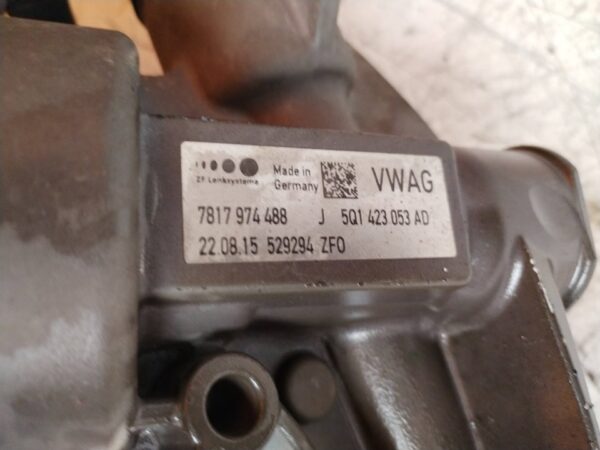 ZF Lenksysteme
Made in
Germany
VWAG
7817 974 488 J 5Q1 423 053 AD
22.08.15 529294 ZFO